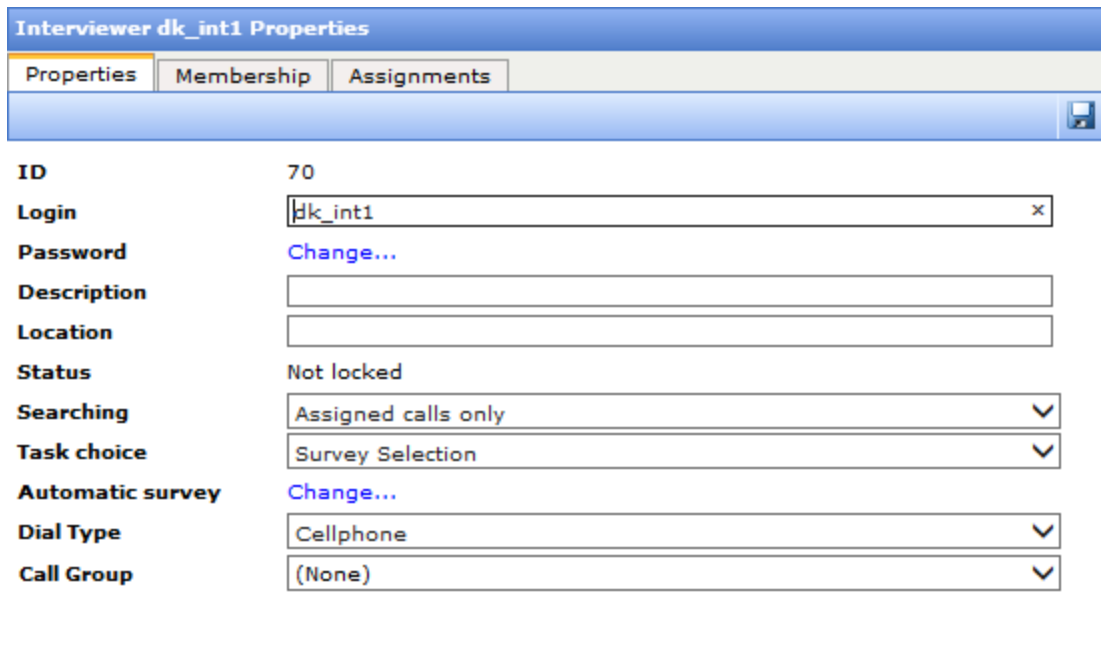 Interviewer dk_int1 Properties
Properties Membership Assignments
ID 70
Login dk_int1 ×
Password Change...
Description
Location
Status Not locked
Searching Assigned calls only
Task choice Survey Selection
Automatic survey Change...
Dial Type Cellphone
Call Group (None)